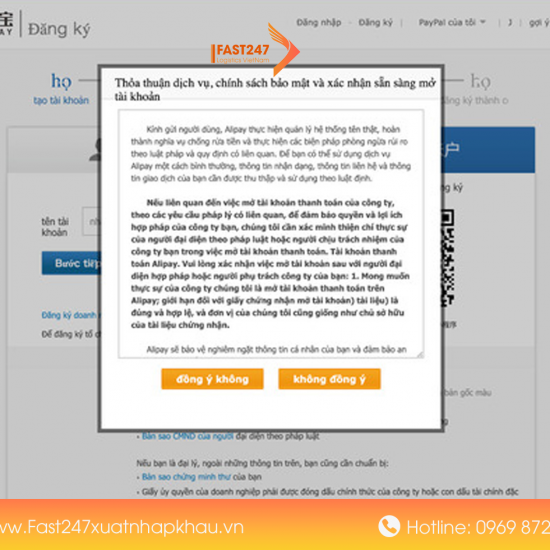 宝
PAY
Đăng ký
Đăng nhập - Đăng ký | PayPal của tôi | J | gợi ý
FAST247
Logistics Vietnam
họ
tạo tài khoản
họ
đăng ký thành c
Thỏa thuận dịch vụ, chính sách bảo mật và xác nhận sẵn sàng mở
tài khoản
Kính gửi người dùng, Alipay thực hiện quản lý hệ thống tên thật, hoàn
thành nghĩa vụ chống rửa tiền và thực hiện các biện pháp phòng ngừa rủi ro
theo luật pháp và quy định có liên quan. Để bạn có thể sử dụng dịch vụ
Alipay một cách bình thường, thông tin nhận dạng, thông tin liên hệ và thông
tin giao dịch của bạn cần được thu thập và sử dụng theo luật định.
Nếu liên quan đến việc mở tài khoản thanh toán của công ty,
theo các yêu cầu pháp lý có liên quan, để đảm bảo quyền và lợi ích
hợp pháp của công ty bạn, chúng tôi cần xác minh thiện chí thực sự
của người đại diện theo pháp luật hoặc người chịu trách nhiệm của
công ty bạn trong việc mở tài khoản thanh toán. Tài khoản thanh
toán Alipay. Vui lòng xác nhận việc mở tài khoản sau với người đại
diện hợp pháp hoặc người phụ trách công ty của bạn: 1. Mong muốn
thực sự của công ty chúng tôi là mở tài khoản thanh toán trên
Alipay; giới hạn đối với giấy chứng nhận mở tài khoản) tài liệu) là
đúng và hợp lệ, và đơn vị của chúng tôi cũng giống như chủ sở hữu
của tài liệu chứng nhận.
Alipay sẽ bảo vệ nghiêm ngặt thông tin cá nhân của bạn và đảm bảo an
đồng ý không
không đồng ý
tên tài
khoản
nh
Bước tiếp
Đăng ký doanh n
Để đăng ký tổ ch
长户
g ký
程序
bản gốc màu
• Bản sao CMND của người đại diện theo pháp luật
Nếu bạn là đại lý, ngoài những thông tin trên, bạn cũng cần chuẩn bị:
• Bản sao chứng minh thư của bạn
• Giấy ủy quyền của doanh nghiệp phải được đóng dấu chính thức của công ty hoặc con dấu tài chính đặc
ww.Fast247xuatnhapkhau.vn
Hotline: 0969 872